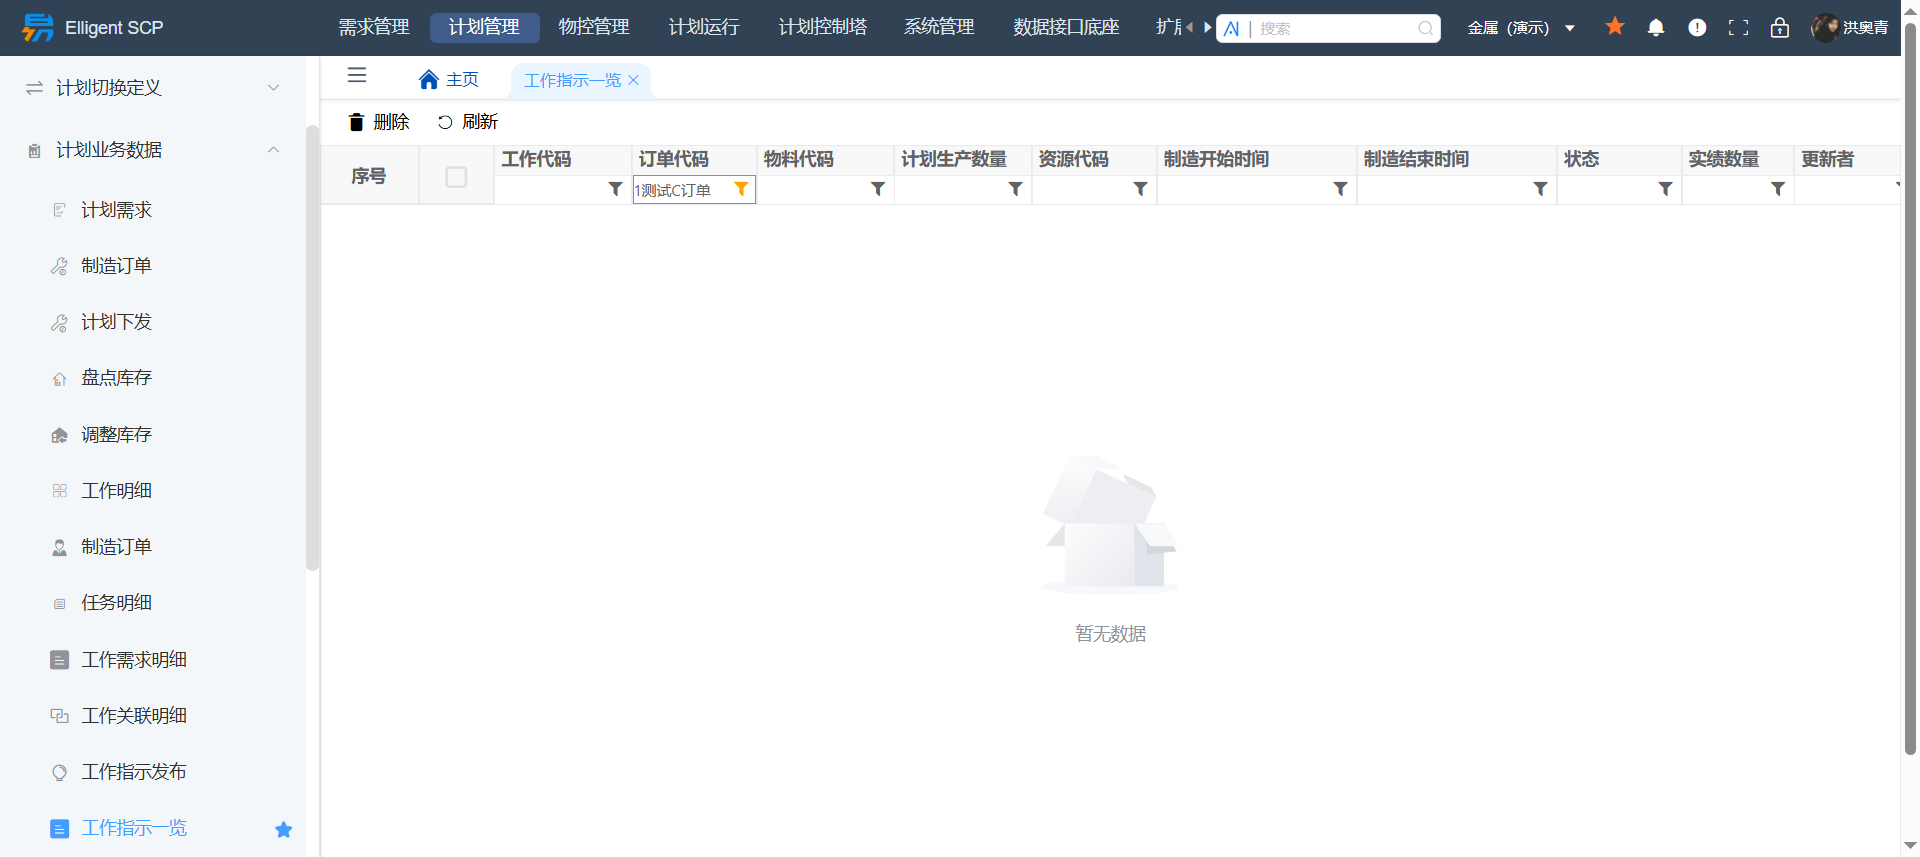 Elligent SCP
需求管理
计划管理
物控管理
计划运行
计划控制塔
系统管理
数据接口底座
搜索
金属（演示）
洪奥青
计划切换定义
计划业务数据
计划需求
制造订单
计划下发
盘点库存
调整库存
工作明细
制造订单
任务明细
工作需求明细
工作关联明细
工作指示发布
工作指示一览
主页
工作指示一览
删除
刷新
序号
工作代码
订单代码
物料代码
计划生产数量
资源代码
制造开始时间
制造结束时间
状态
实绩数量
更新者
1测试C订单
暂无数据